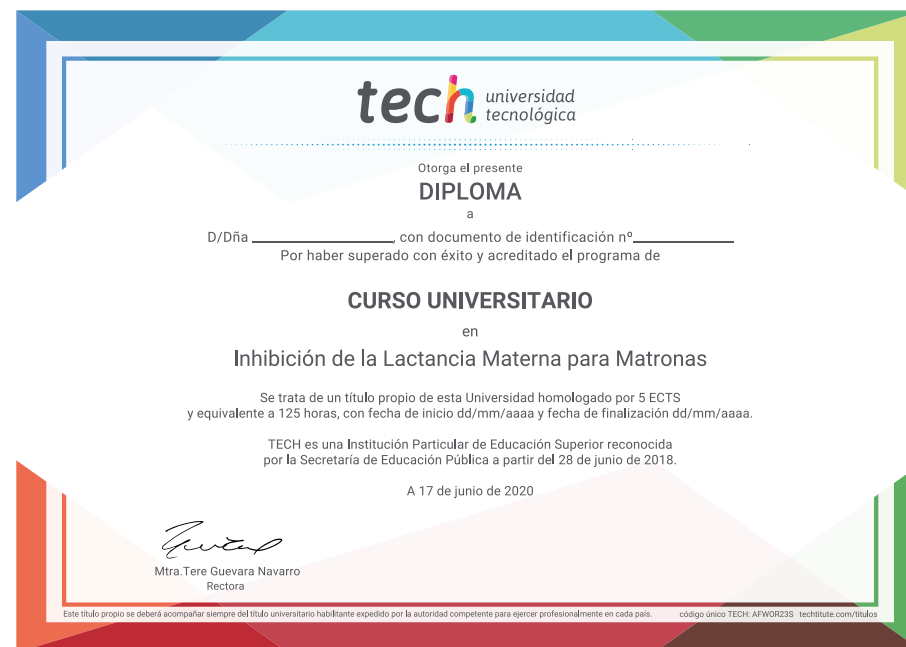 tech universidad
tecnológica
Otorga el presente
DIPLOMA
a
D/Dña ____________________, con documento de identificación nº______________
Por haber superado con éxito y acreditado el programa de
CURSO UNIVERSITARIO
en
Inhibición de la Lactancia Materna para Matronas
Se trata de un título propio de esta Universidad homologado por 5 ECTS
y equivalente a 125 horas, con fecha de inicio dd/mm/aaaa y fecha de finalización dd/mm/aaaa.
TECH es una Institución Particular de Educación Superior reconocida
por la Secretaría de Educación Pública a partir del 28 de junio de 2018.
A 17 de junio de 2020
Mtra.Tere Guevara Navarro
Rectora
Este título propio se deberá acompañar siempre del título universitario habilitante expedido por la autoridad competente para ejercer profesionalmente en cada país. código único TECH: AFWOR23S techtitute.com/titulos